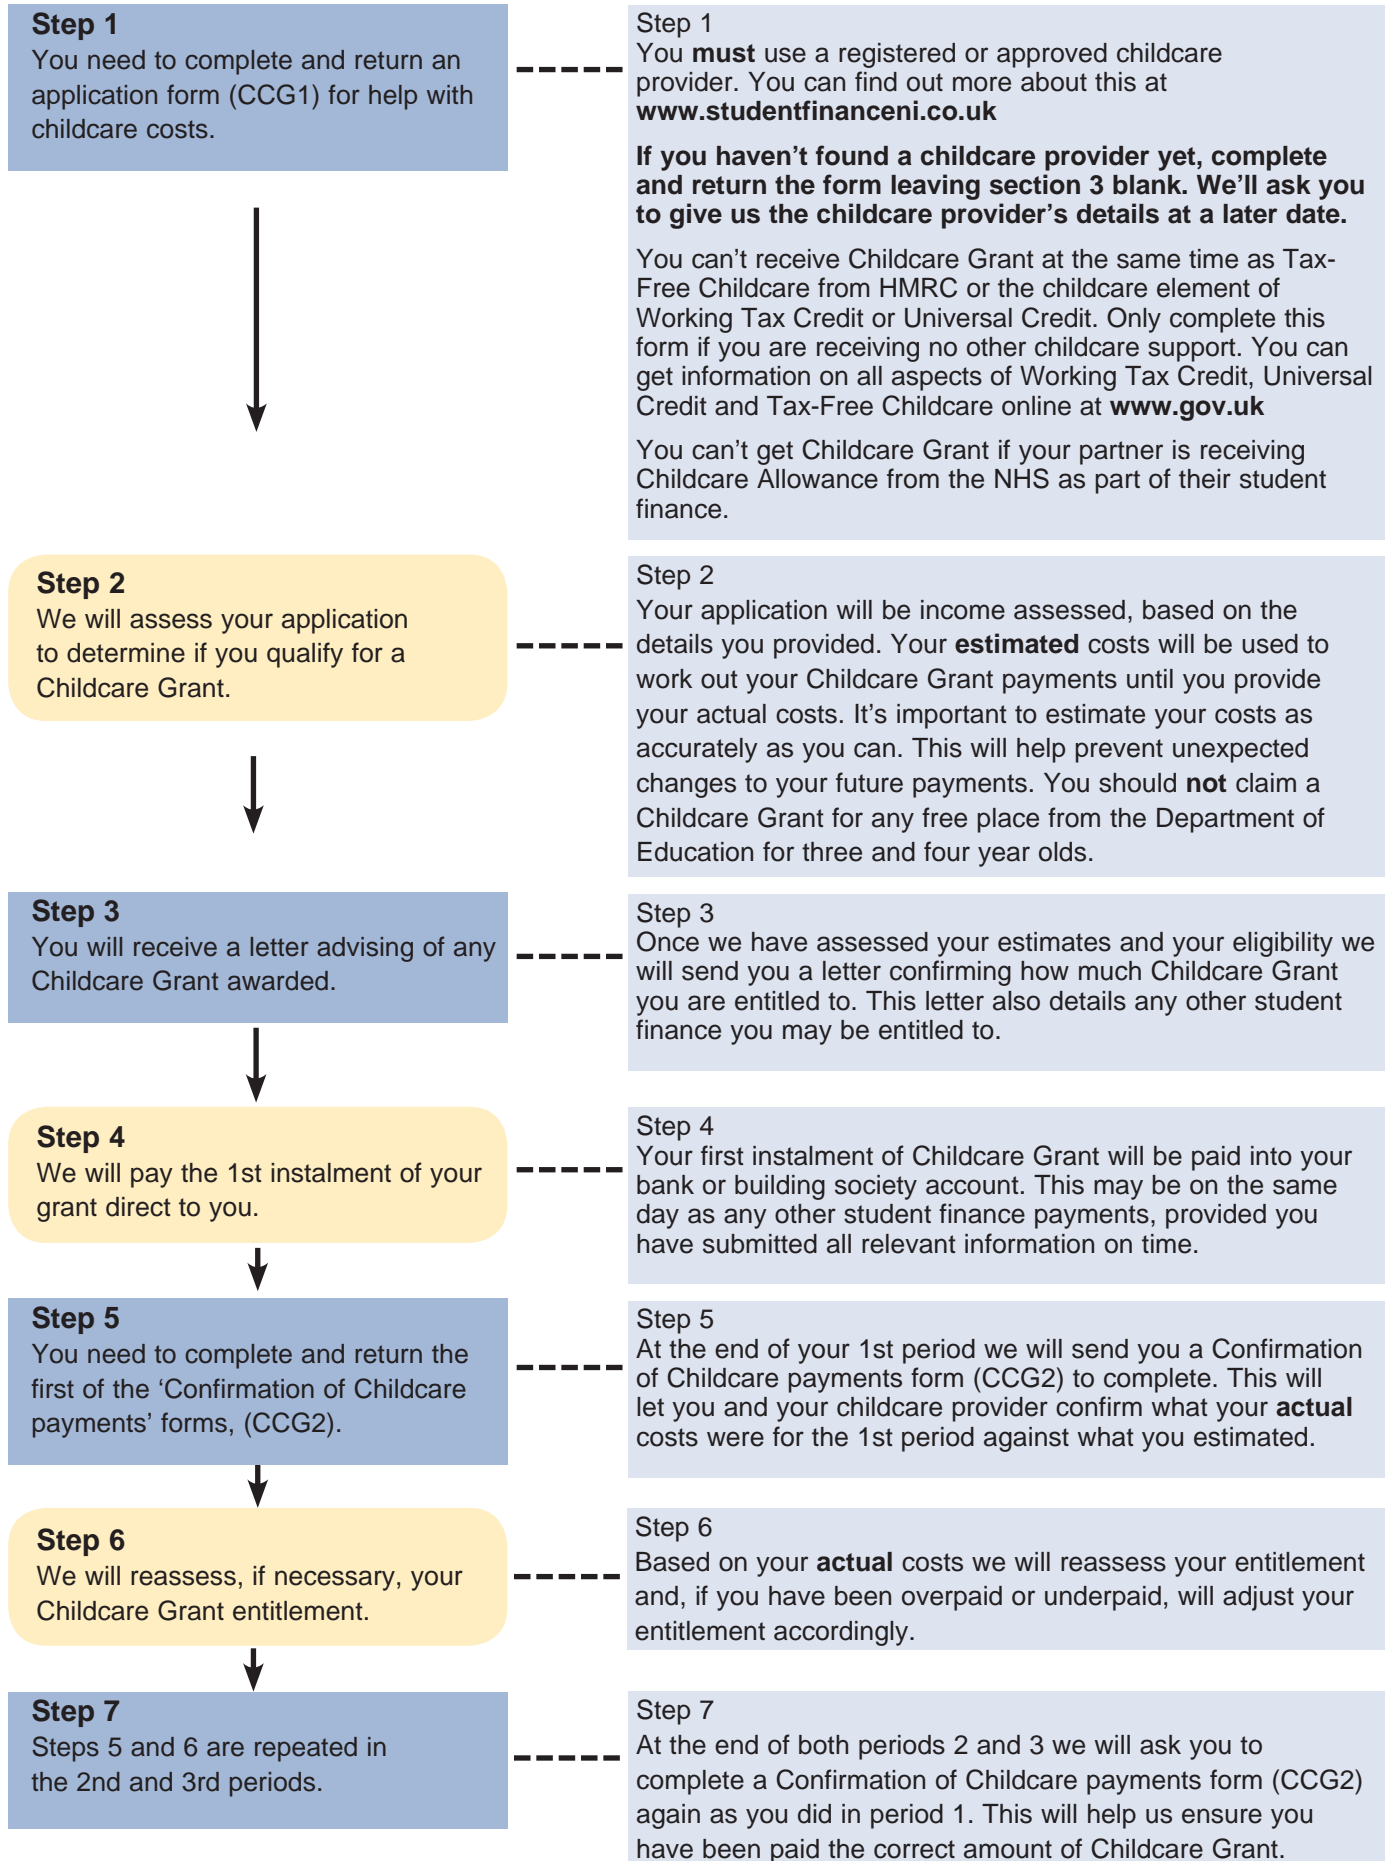 Step 1
You need to complete and return an
application form (CCG1) for help with
childcare costs.
Step 1
You must use a registered or approved childcare
provider. You can find out more about this at
www.studentfinanceni.co.uk
If you haven’t found a childcare provider yet, complete
and return the form leaving section 3 blank. We’ll ask you
to give us the childcare provider’s details at a later date.
You can’t receive Childcare Grant at the same time as Tax-
Free Childcare from HMRC or the childcare element of
Working Tax Credit or Universal Credit. Only complete this
form if you are receiving no other childcare support. You can
get information on all aspects of Working Tax Credit, Universal
Credit and Tax-Free Childcare online at www.gov.uk
You can’t get Childcare Grant if your partner is receiving
Childcare Allowance from the NHS as part of their student
finance.
Step 2
We will assess your application
to determine if you qualify for a
Childcare Grant.
Step 2
Your application will be income assessed, based on the
details you provided. Your estimated costs will be used to
work out your Childcare Grant payments until you provide
your actual costs. It’s important to estimate your costs as
accurately as you can. This will help prevent unexpected
changes to your future payments. You should not claim a
Childcare Grant for any free place from the Department of
Education for three and four year olds.
Step 3
You will receive a letter advising of any
Childcare Grant awarded.
Step 3
Once we have assessed your estimates and your eligibility we
will send you a letter confirming how much Childcare Grant
you are entitled to. This letter also details any other student
finance you may be entitled to.
Step 4
We will pay the 1st instalment of your
grant direct to you.
Step 4
Your first instalment of Childcare Grant will be paid into your
bank or building society account. This may be on the same
day as any other student finance payments, provided you
have submitted all relevant information on time.
Step 5
You need to complete and return the
first of the ‘Confirmation of Childcare
payments’ forms, (CCG2).
Step 5
At the end of your 1st period we will send you a Confirmation
of Childcare payments form (CCG2) to complete. This will
let you and your childcare provider confirm what your actual
costs were for the 1st period against what you estimated.
Step 6
We will reassess, if necessary, your
Childcare Grant entitlement.
Step 6
Based on your actual costs we will reassess your entitlement
and, if you have been overpaid or underpaid, will adjust your
entitlement accordingly.
Step 7
Steps 5 and 6 are repeated in
the 2nd and 3rd periods.
Step 7
At the end of both periods 2 and 3 we will ask you to
complete a Confirmation of Childcare payments form (CCG2)
again as you did in period 1. This will help us ensure you
have been paid the correct amount of Childcare Grant.